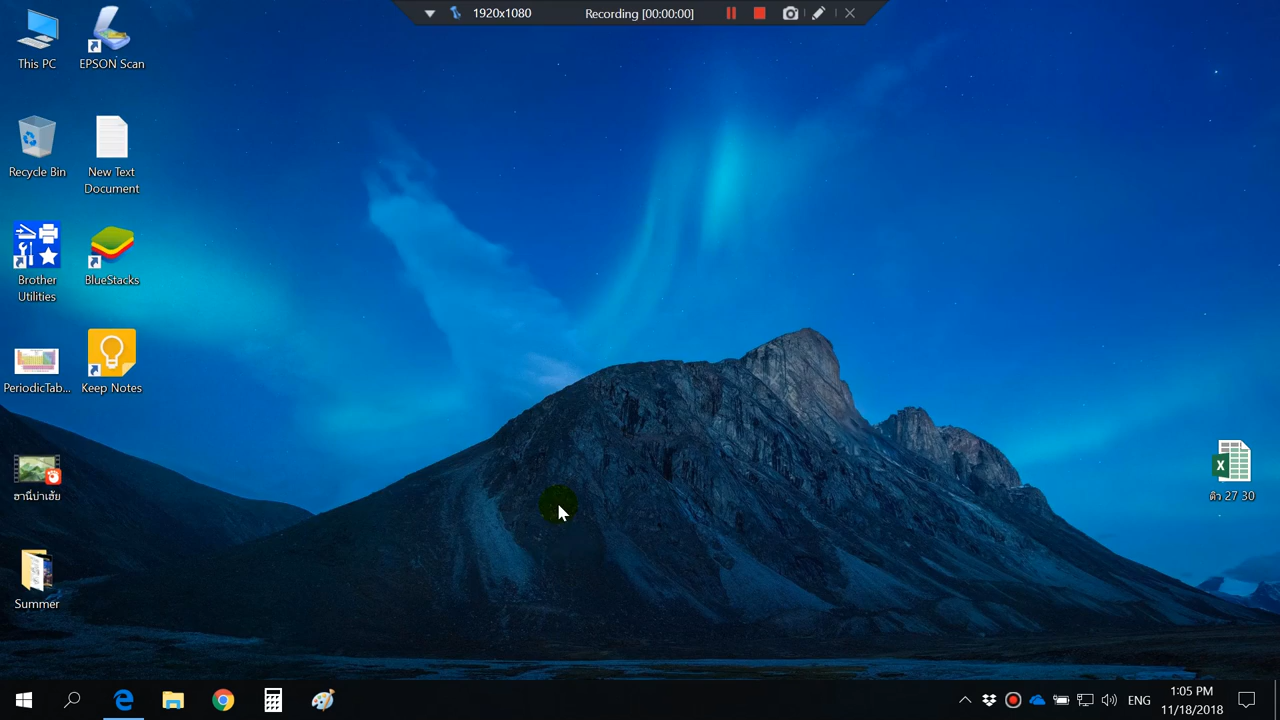 1920x1080
Recording [00:00:00]
This PC
EPSON Scan
Recycle Bin
New Text
Document
Brother
Utilities
BlueStacks
PeriodicTab...
Keep Notes
ฮานีบ่าเฮ้ย
Summer
ติว 27 30
ENG
1:05 PM
11/18/2018